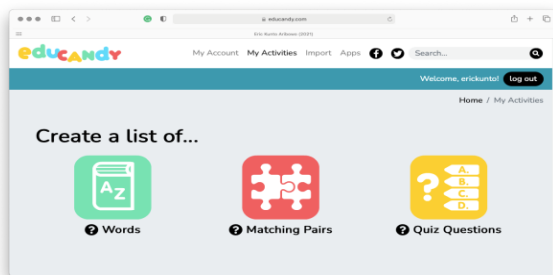 educandy.com
Eric Kunto Aribowo (2021)
educandy
My Account My Activities Import Apps Search...
Welcome, erickunto! log out
Home / My Activities
Create a list of...
AZ
A.
B.
C.
D.
Words
Matching Pairs
Quiz Questions